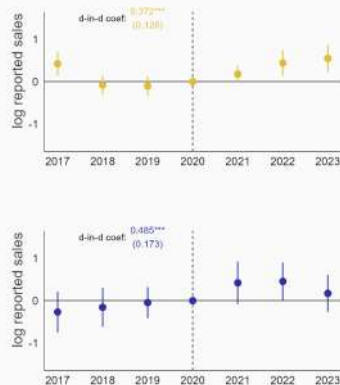 0.372***
d-in-d coef:
(0.128)
log reported sales
1
0
-1
2017 2018 2019 2020 2021 2022 2023
0.485***
d-in-d coef:
(0.173)
log reported sales
1
0
-1
2017 2018 2019 2020 2021 2022 2023